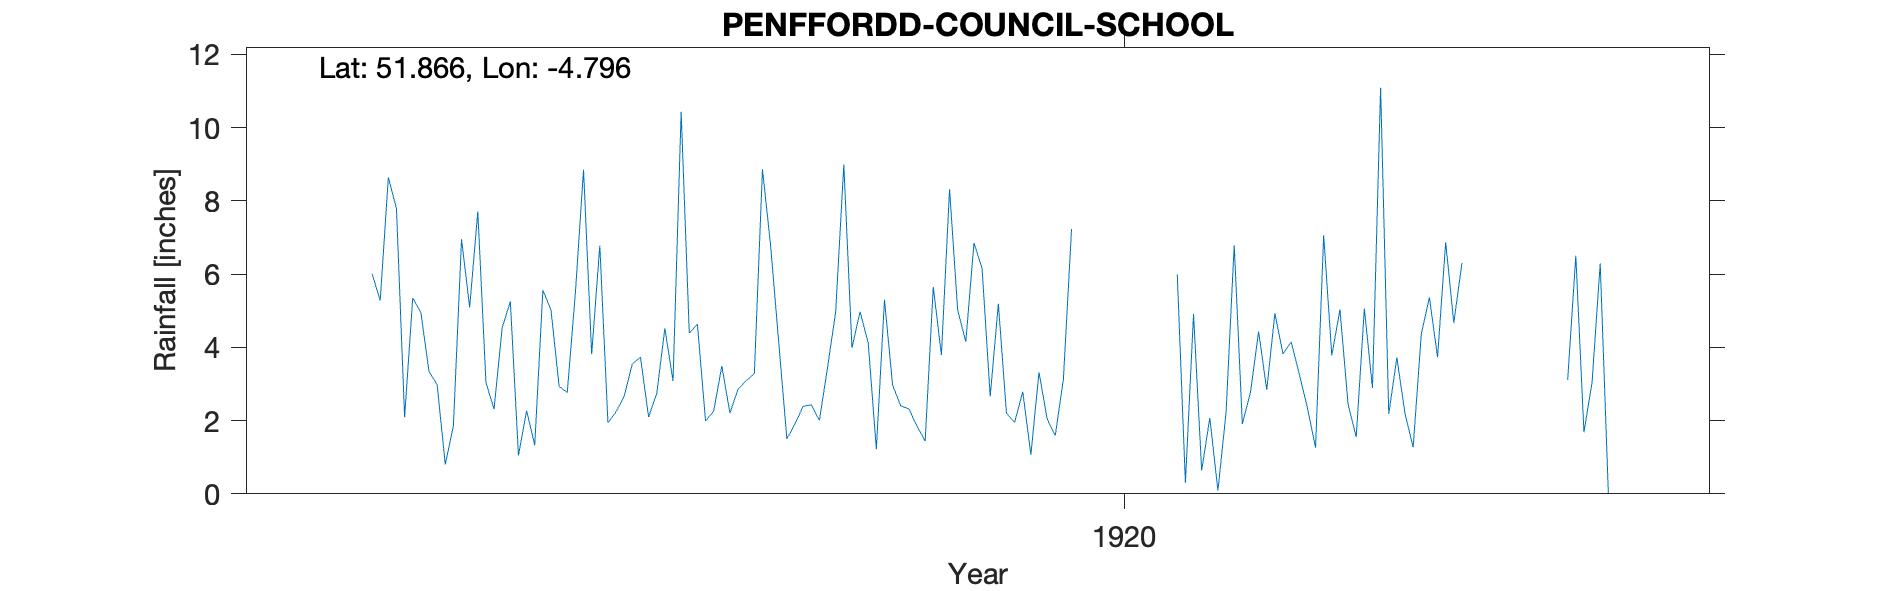 PENFFORDD-COUNCIL-SCHOOL
Lat: 51.866, Lon: -4.796
12
10
8
6
4
2
0
Rainfall [inches]
1920
Year